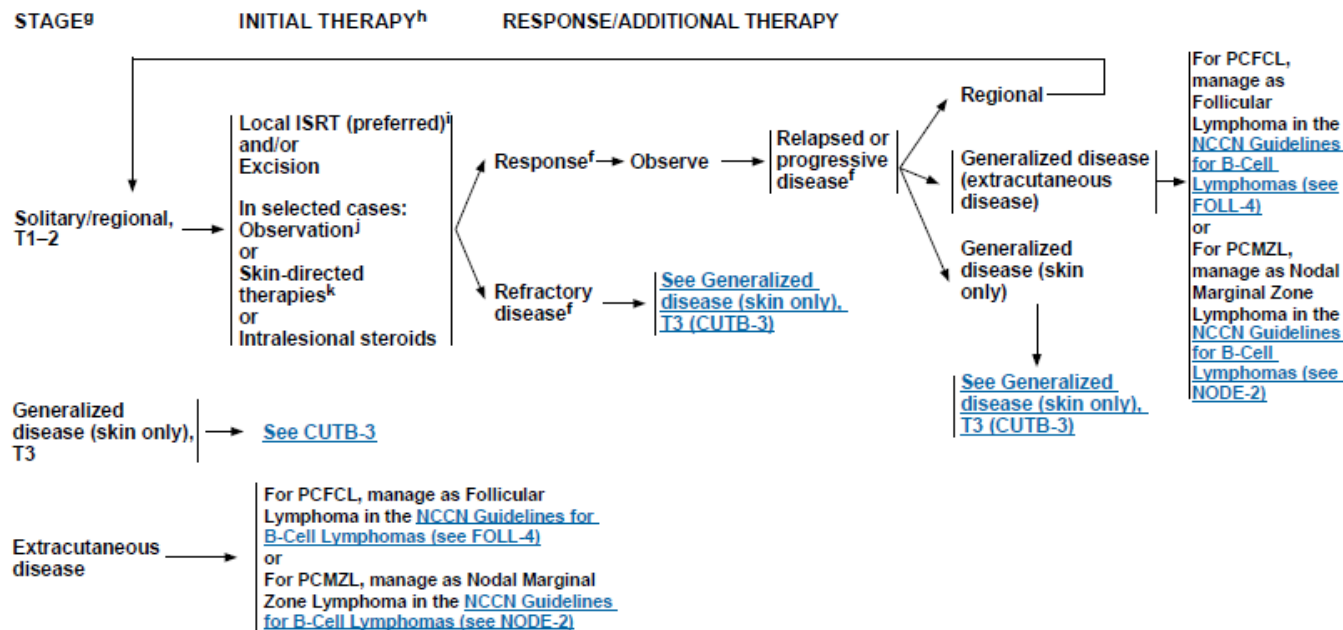 STAGEg
INITIAL THERAPYh
RESPONSE/ADDITIONAL THERAPY
Solitary/regional,
T1–2
Local ISRT (preferred)i
and/or
Excision
In selected cases:
Observationj
or
Skin-directed
therapiesk
or
Intralesional steroids
Responsef
Observe
Relapsed or
progressive
diseasef
Refractory
diseasef
See Generalized
disease (skin only),
T3 (CUTB-3)
Regional
Generalized disease
(extracutaneous
disease)
Generalized
disease (skin
only)
See Generalized
disease (skin only),
T3 (CUTB-3)
For PCFCL,
manage as
Follicular
Lymphoma in the
NCCN Guidelines
for B-Cell
Lymphomas (see
FOLL-4)
or
For PCMZL,
manage as Nodal
Marginal Zone
Lymphoma in the
NCCN Guidelines
for B-Cell
Lymphomas (see
NODE-2)
Generalized
disease (skin only),
T3
See CUTB-3
Extracutaneous
disease
For PCFCL, manage as Follicular
Lymphoma in the NCCN Guidelines for
B-Cell Lymphomas (see FOLL-4)
or
For PCMZL, manage as Nodal Marginal
Zone Lymphoma in the NCCN Guidelines
for B-Cell Lymphomas (see NODE-2)